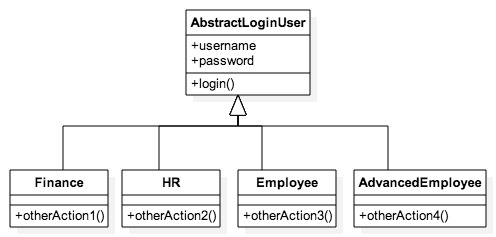 AbstractLoginUser
+username
+password
+login()
Finance
HR
Employee
AdvancedEmployee
+otherAction1()
+otherAction2()
+otherAction3()
+otherAction4()